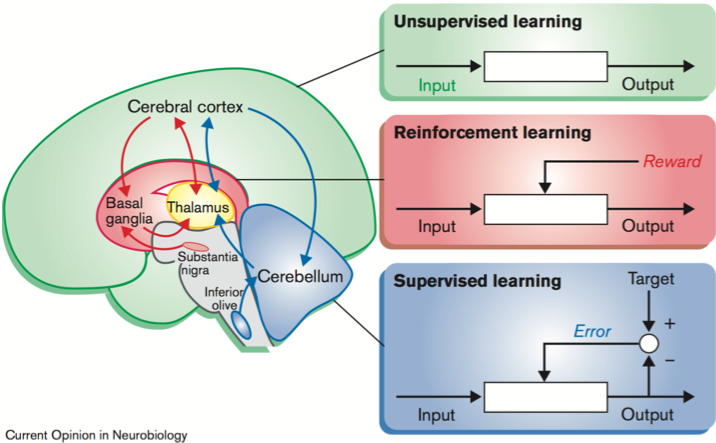 Unsupervised learning
Input
Output
Cerebral cortex
Reinforcement learning
Reward
Input
Output
Basal
ganglia
Thalamus
Substantia
nigra
Cerebellum
Inferior
olive
Supervised learning
Target
Error
+
−
Input
Output
Current Opinion in Neurobiology